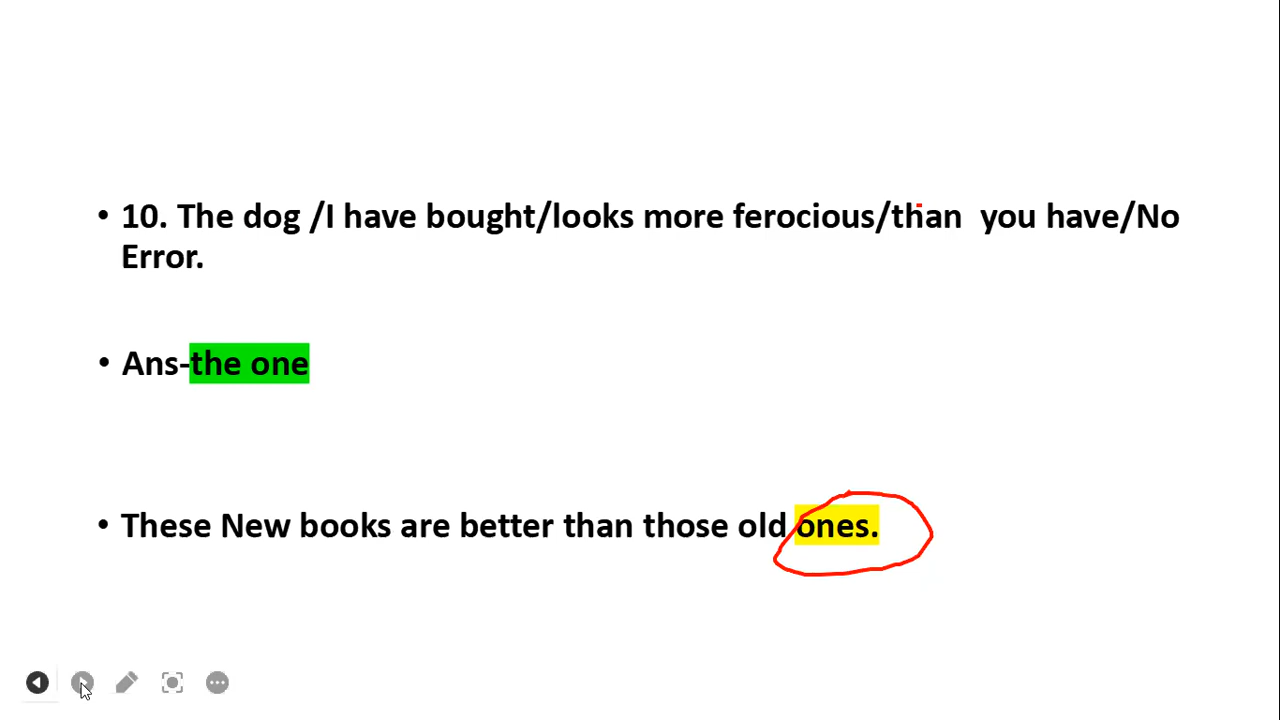 • 10. The dog /I have bought/looks more ferocious/than  you have/No
Error.
• Ans-the one
• These New books are better than those old ones.